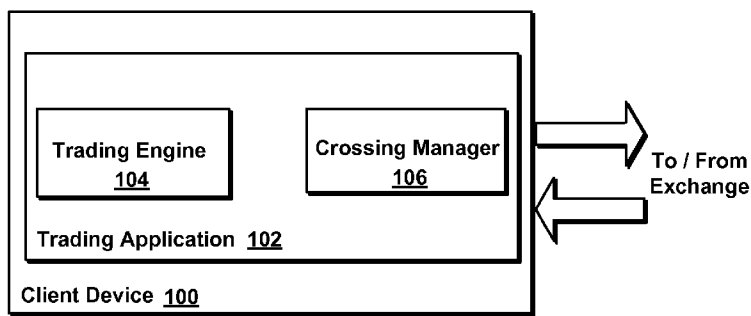 Trading Engine
104
Crossing Manager
106
To / From
Exchange
Trading Application 102
Client Device 100